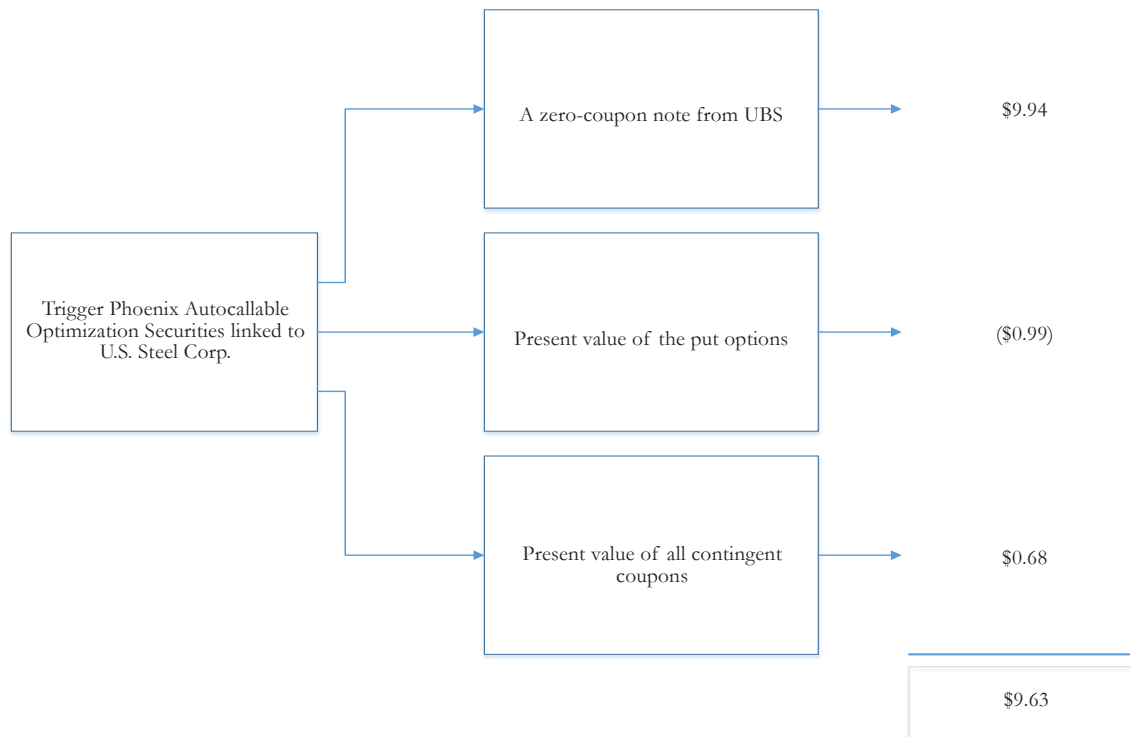 A zero-coupon note from UBS
$9.94
Trigger Phoenix Autocallable
Optimization Securities linked to
U.S. Steel Corp.
Present value of the put options
($0.99)
Present value of all contingent
coupons
$0.68
$9.63